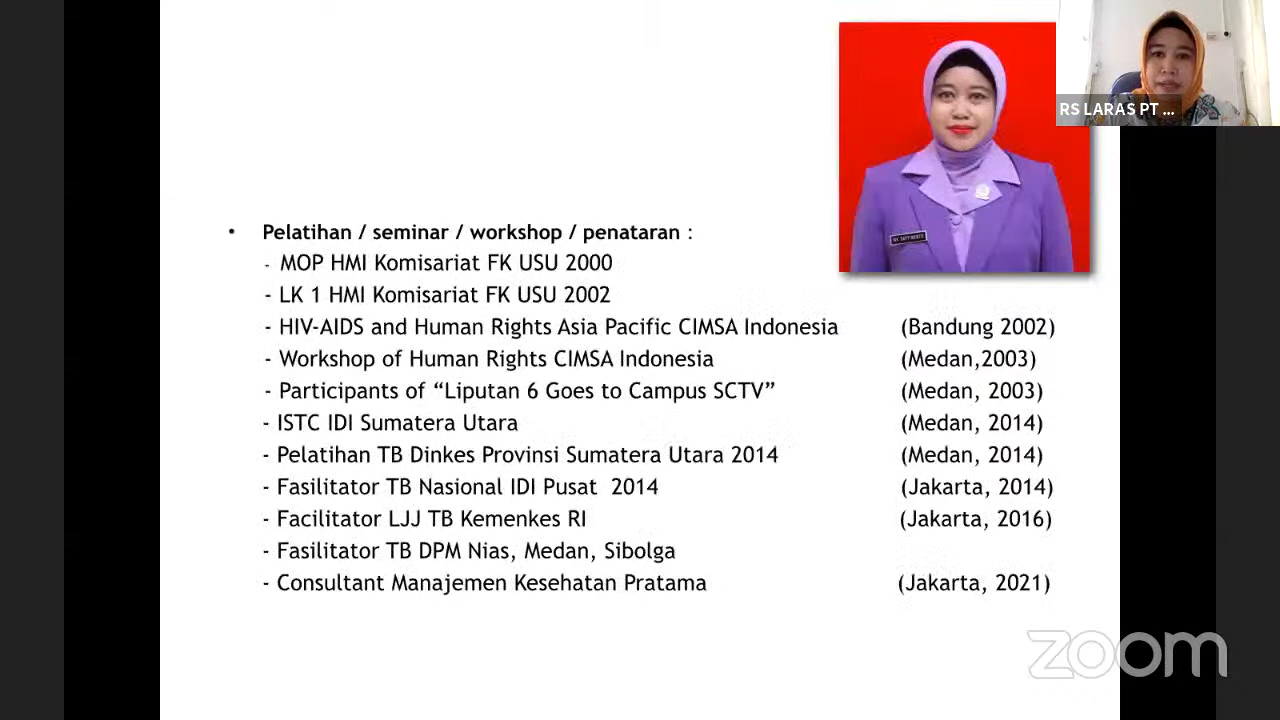 RS LARAS PT ...
• Pelatihan / seminar / workshop / penataran :
- MOP HMI Komisariat FK USU 2000
- LK 1 HMI Komisariat FK USU 2002
- HIV-AIDS and Human Rights Asia Pacific CIMSA Indonesia (Bandung 2002)
- Workshop of Human Rights CIMSA Indonesia (Medan,2003)
- Participants of “Liputan 6 Goes to Campus SCTV” (Medan, 2003)
- ISTC IDI Sumatera Utara (Medan, 2014)
- Pelatihan TB Dinkes Provinsi Sumatera Utara 2014 (Medan, 2014)
- Fasilitator TB Nasional IDI Pusat 2014 (Jakarta, 2014)
- Facilitator LJJ TB Kemenkes RI (Jakarta, 2016)
- Fasilitator TB DPM Nias, Medan, Sibolga
- Consultant Manajemen Kesehatan Pratama (Jakarta, 2021)
zoom